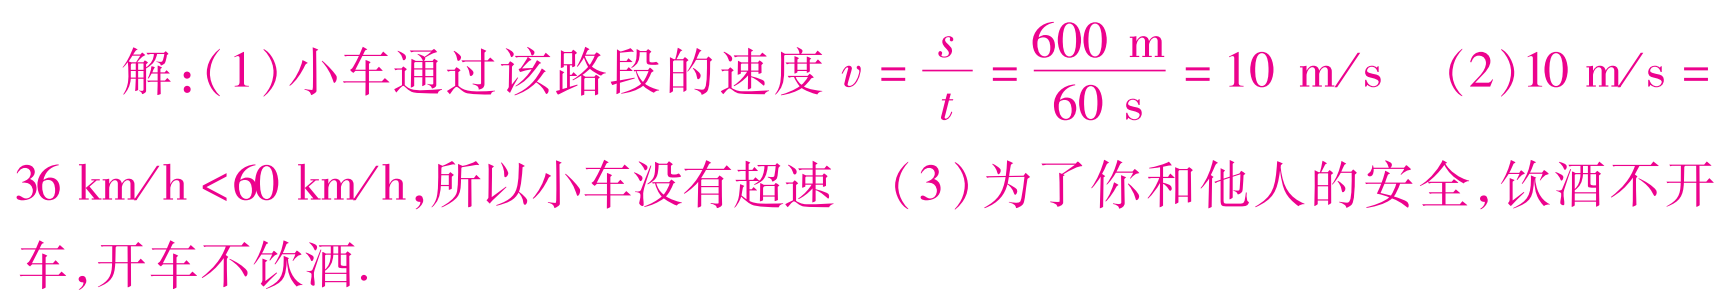 解:(1)小车通过该路段的速度 v = s/t = 600 m/60 s = 10 m/s (2)10 m/s =
36 km/h <60 km/h,所以小车没有超速 (3)为了你和他人的安全,饮酒不开
车,开车不饮酒.